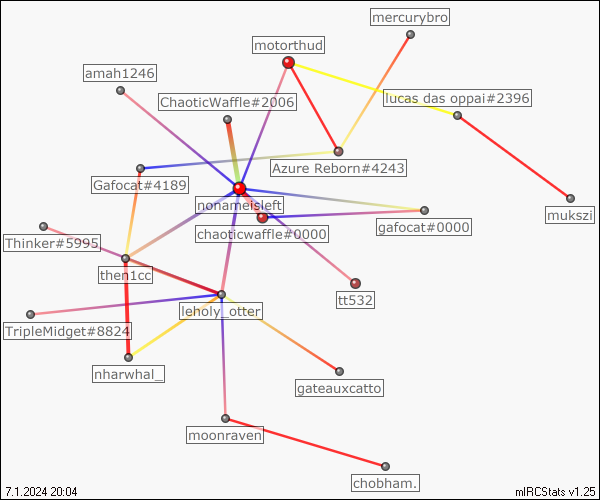 mercurybro
motorthud
amah1246
ChaoticWaffle#2006
lucas das oppai#2396
Azure Reborn#4243
Gafocat#4189
nonameisleft
mukszi
gafocat#0000
chaoticwaffle#0000
Thinker#5995
then1cc
tt532
leholy_otter
TripleMidget#8824
nharwhal_
gateauxcatto
moonraven
chobham.
7.1.2024 20:04
mIRCStats v1.25